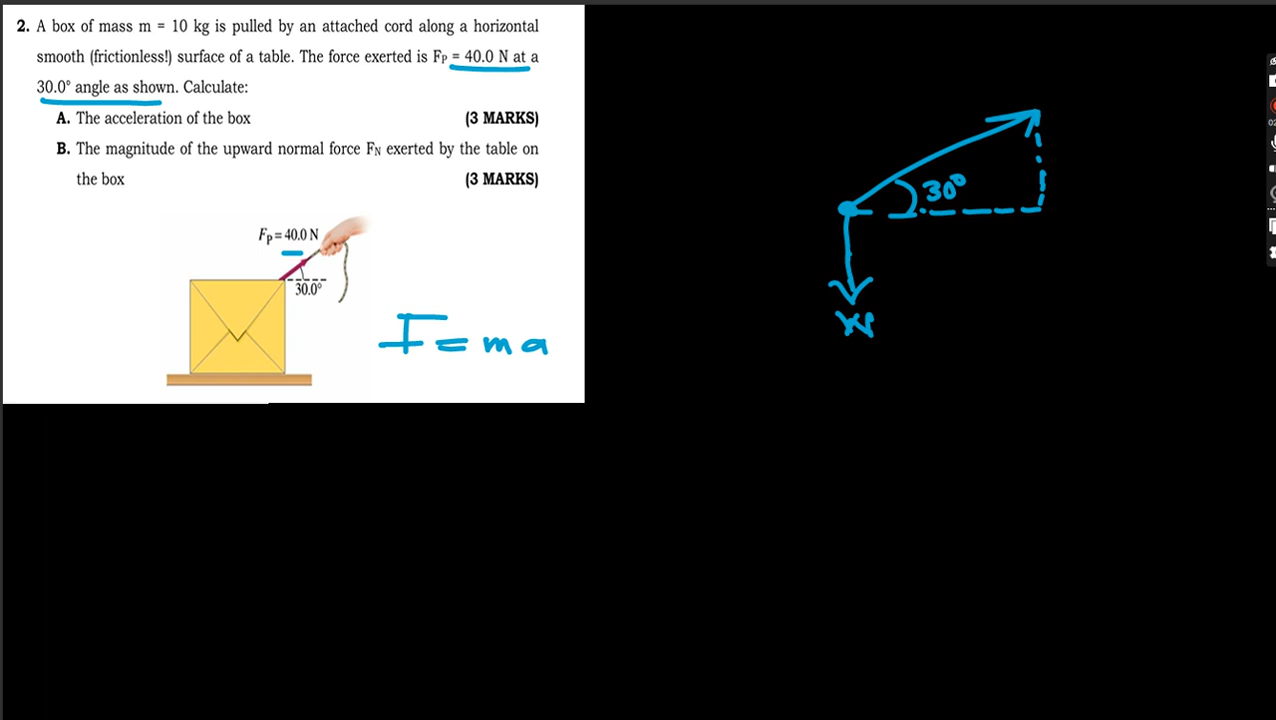 2. A box of mass m = 10 kg is pulled by an attached cord along a horizontal
smooth (frictionless!) surface of a table. The force exerted is FP = 40.0 N at a
30.0° angle as shown. Calculate:
A. The acceleration of the box (3 MARKS)
B. The magnitude of the upward normal force FN exerted by the table on
the box (3 MARKS)
Fp = 40.0 N
30.0°
F = ma
30°